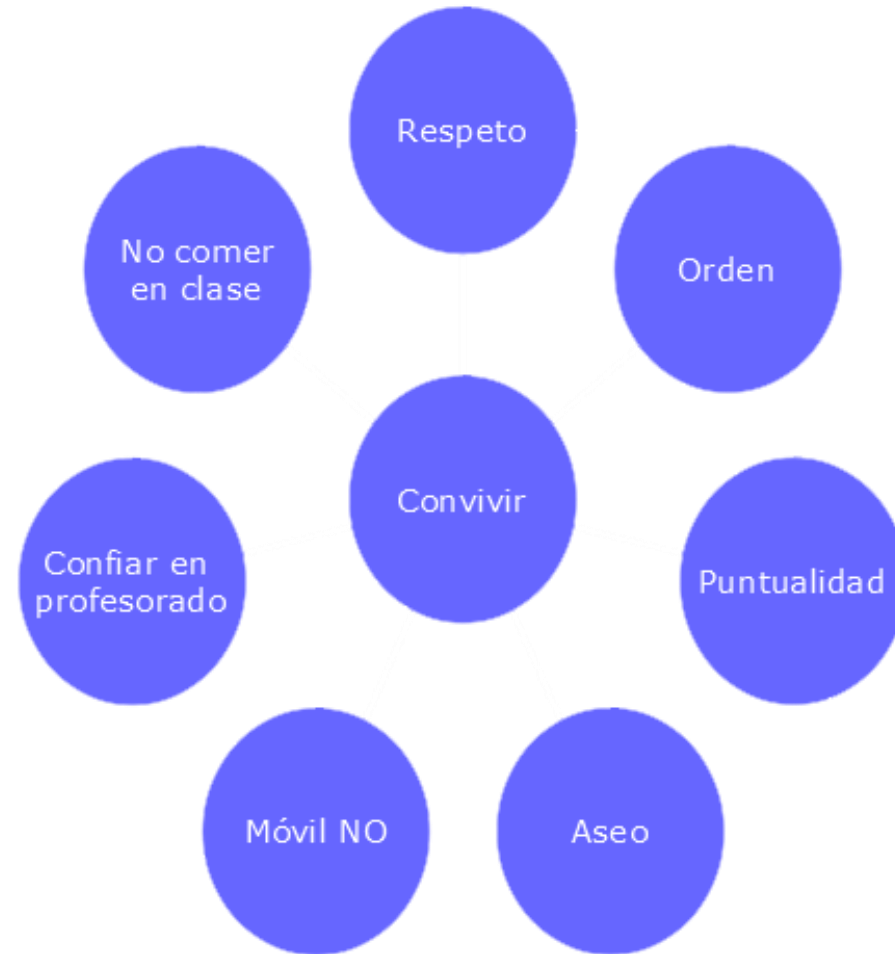 Respeto
Orden
Puntualidad
Aseo
Móvil NO
Confiar en
profesorado
No comer
en clase
Convivir